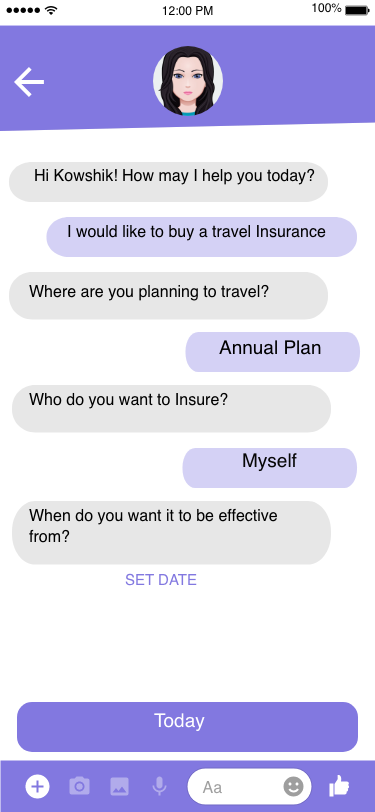 12:00 PM
100%
Hi Kowshik! How may I help you today?
I would like to buy a travel Insurance
Where are you planning to travel?
Annual Plan
Who do you want to Insure?
Myself
When do you want it to be effective
from?
SET DATE
Today
Aa